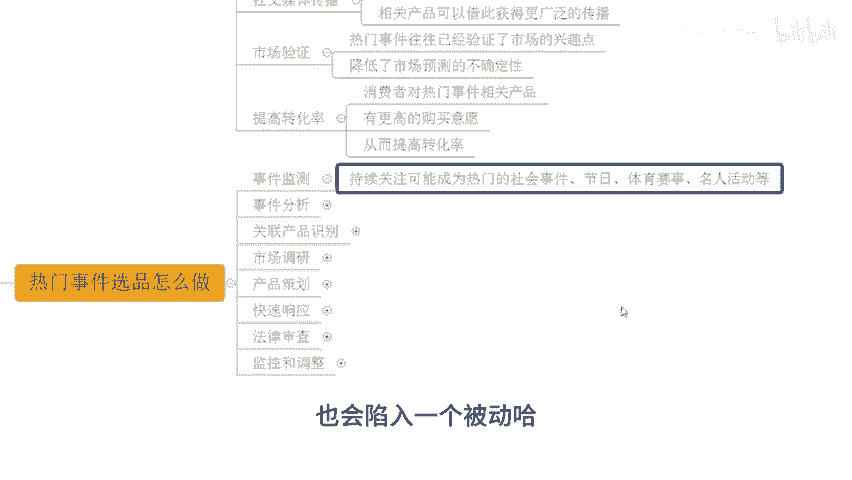 社交媒体传播
相关产品可以借此获得更广泛的传播
市场验证
热门事件往往已经验证了市场的兴趣点
降低了市场预测的不确定性
提高转化率
消费者对热门事件相关产品
有更高的购买意愿
从而提高转化率
热门事件选品怎么做
事件监测
持续关注可能成为热门的社会事件、节日、体育赛事、名人活动等
事件分析
关联产品识别
市场调研
产品策划
快速响应
法律审查
监控和调整
也会陷入一个被动哈
bilibili